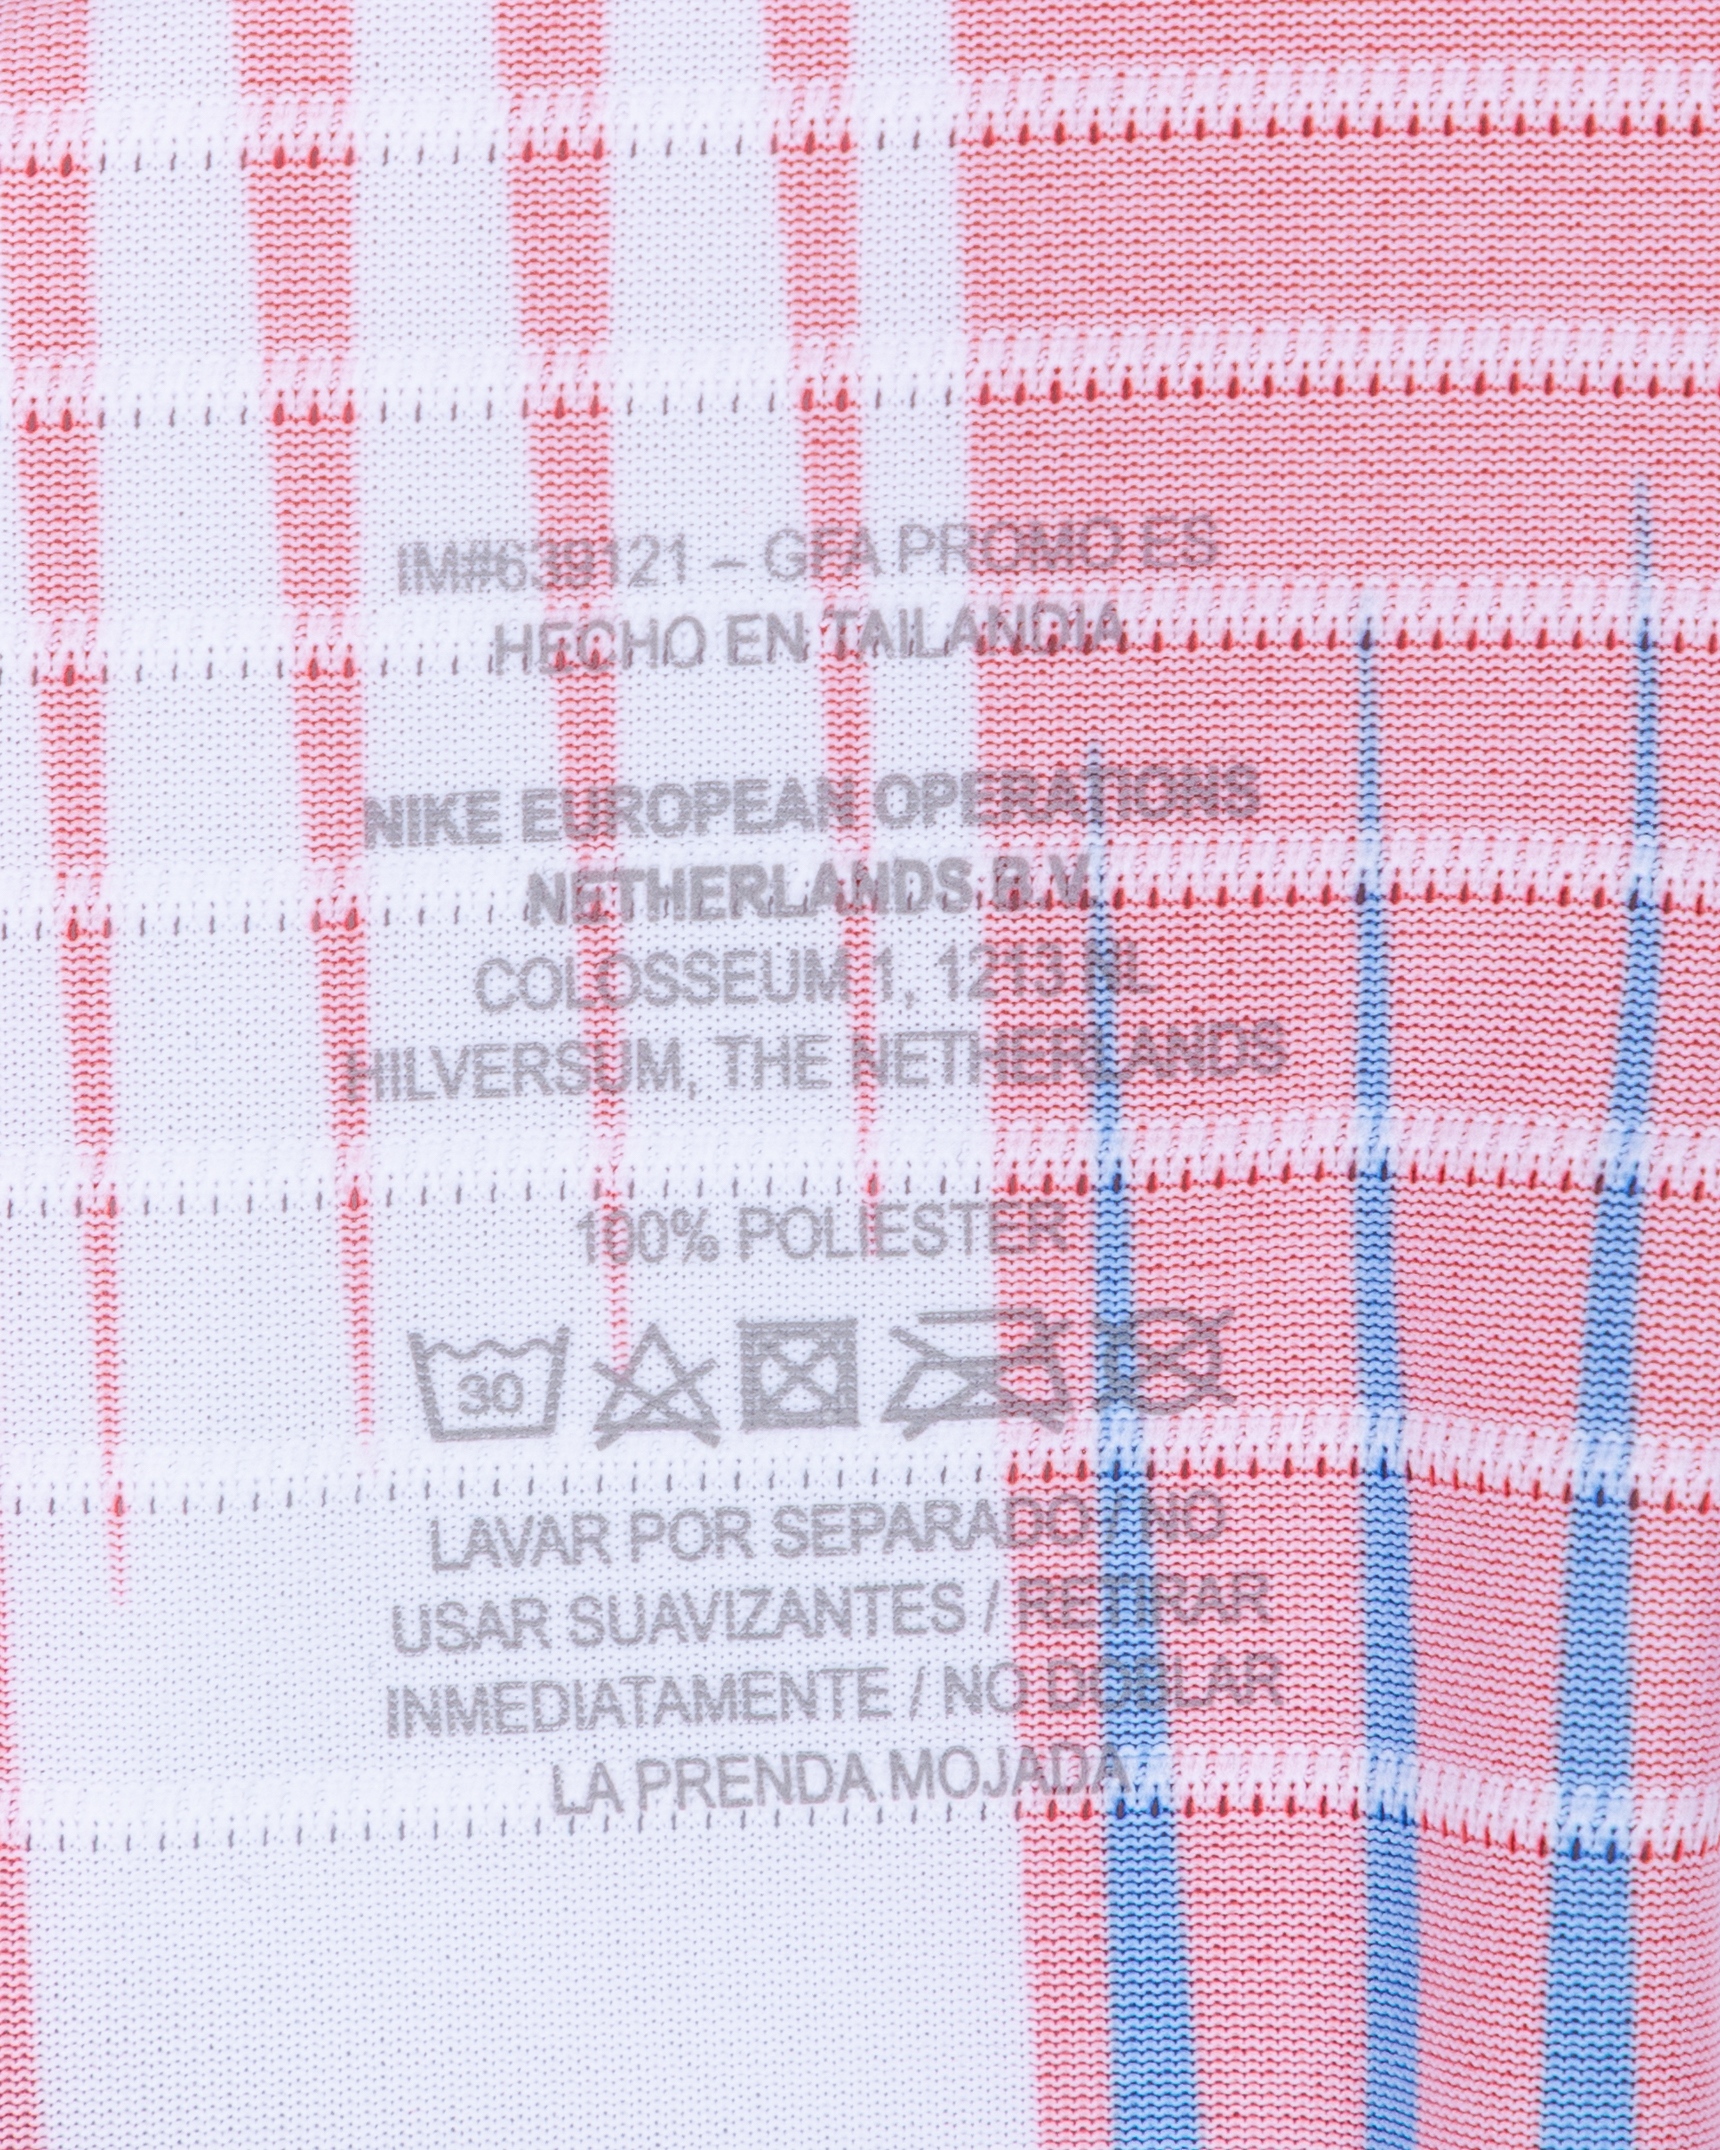 IM#639121 – GFA PROMO ES
HECHO EN TAILANDIA
NIKE EUROPEAN OPERATIONS
NETHERLANDS B.V.
COLOSSEUM 1, 1213 NL
HILVERSUM, THE NETHERLANDS
100% POLIESTER
30
LAVAR POR SEPARADO / NO
USAR SUAVIZANTES / RETIRAR
INMEDIATAMENTE / NO DOBLAR
LA PRENDA MOJADA